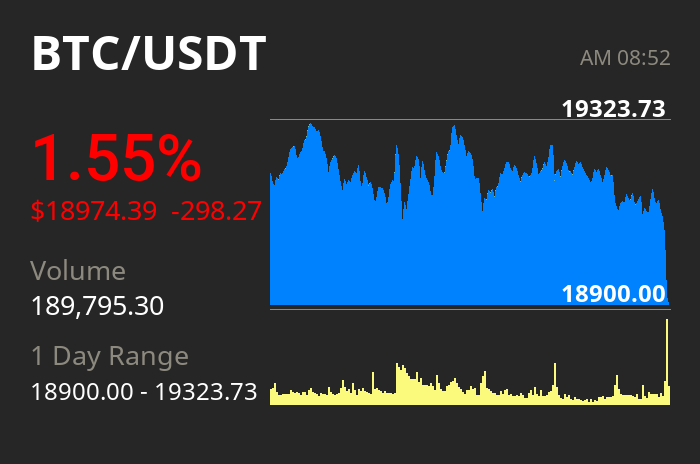 BTC/USDT
AM 08:52
19323.73
1.55%
$18974.39 -298.27
Volume
189,795.30
18900.00
1 Day Range
18900.00 - 19323.73